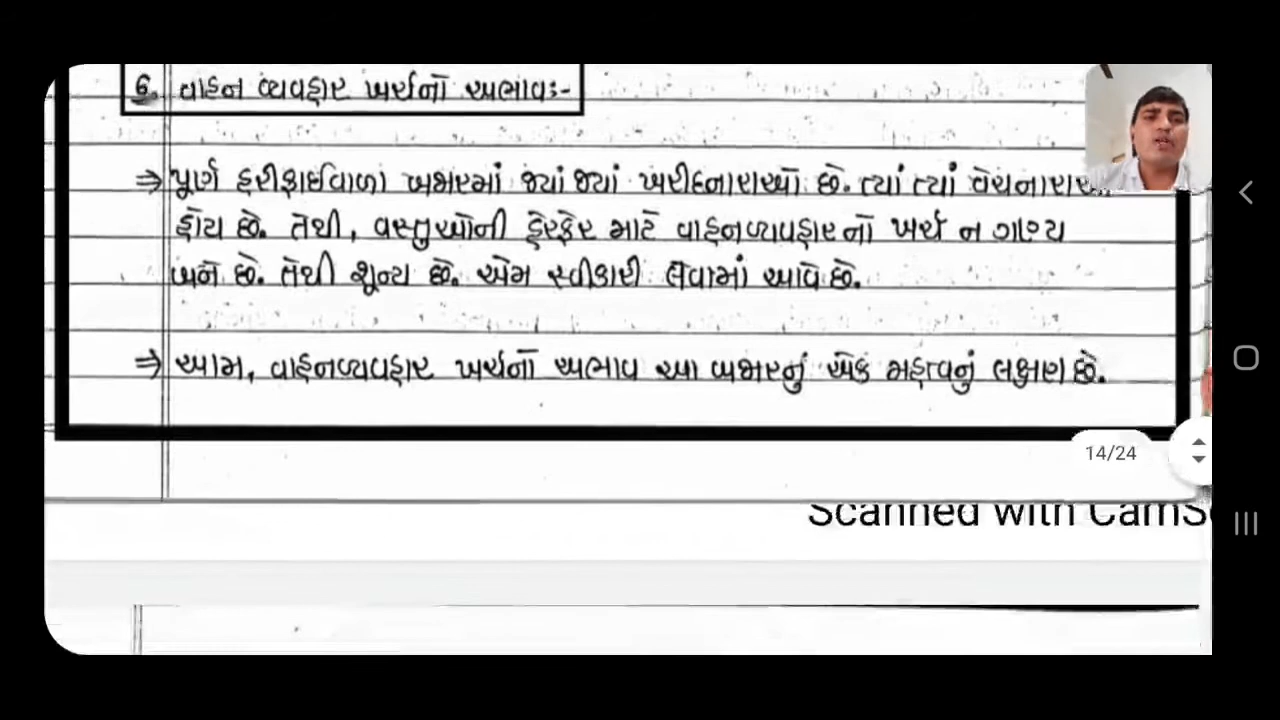 6. વાહન વ્યવહાર ખર્ચનો અભાવઃ-
⇒ પૂર્ણ હરીફાઈવાળા બજારમાં જ્યાં જ્યાં ખરીદનારાઓ છે. ત્યાં ત્યાં
હોય છે. તેથી, વસ્તુઓની હેરફેર માટે વાહનવ્યવહારનો ખર્ચ ન ગણ્ય
બને છે. તેથી શૂન્ય છે. એમ સ્વીકારી લેવામાં આવે છે.
⇒ આમ, વાહનવ્યવહાર ખર્ચનો અભાવ આ બજારનું એક મહત્વનું લક્ષણ છે.
14/24
Scanned with